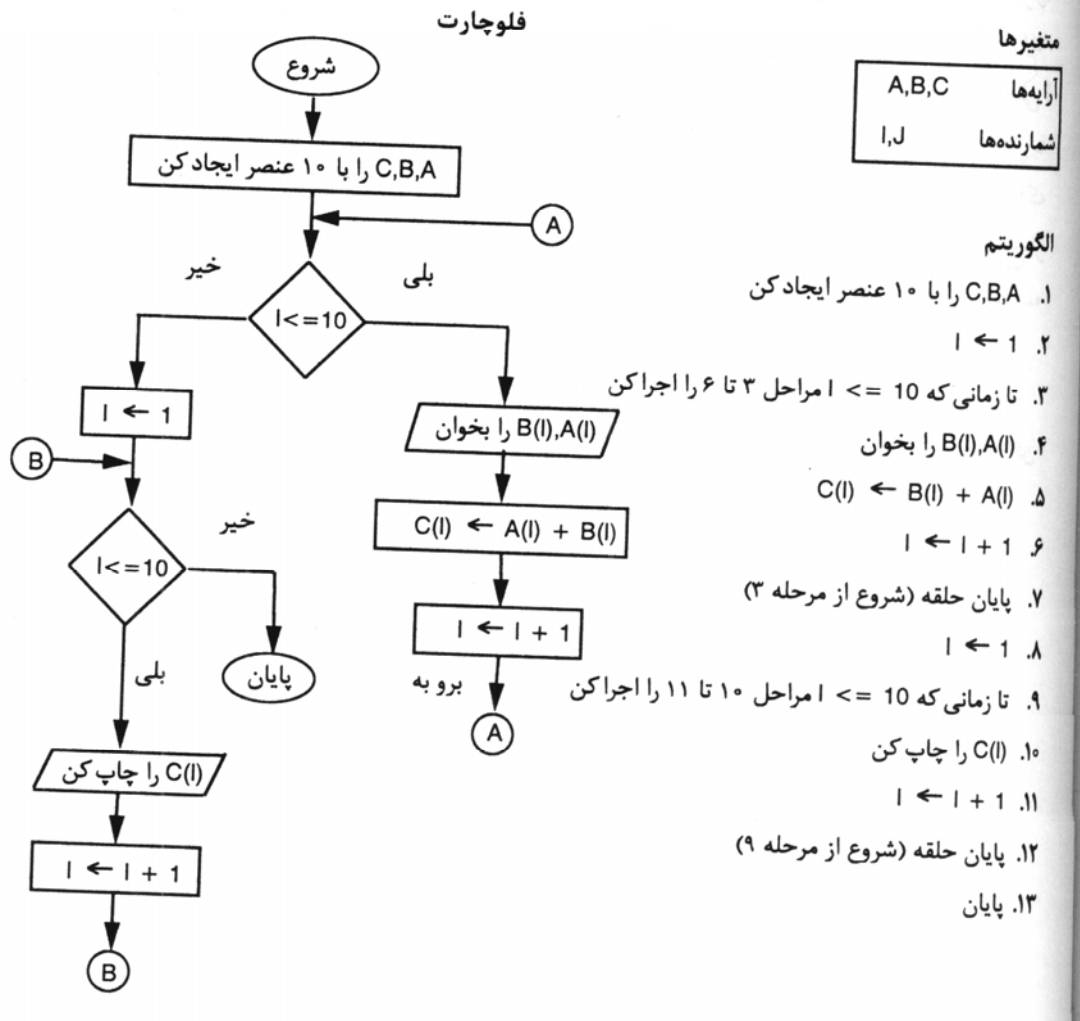 فلوچارت
متغیرها
آرایه‌ها A,B,C
شمارنده‌ها I,J
الگوریتم
۱. C,B,A را با ۱۰ عنصر ایجاد کن
۲. I ← 1
۳. تا زمانی که I <= 10 مراحل ۳ تا ۶ را اجرا کن
۴. B(I),A(I) را بخوان
۵. C(I) ← B(I) + A(I)
۶. I ← I + 1
۷. پایان حلقه (شروع از مرحله ۳)
۸. I ← 1
۹. تا زمانی که I <= 10 مراحل ۱۰ تا ۱۱ را اجرا کن
۱۰. C(I) را چاپ کن
۱۱. I ← I + 1
۱۲. پایان حلقه (شروع از مرحله ۹)
۱۳. پایان
شروع
C,B,A را با ۱۰ عنصر ایجاد کن
A
بلی
خیر
I<=10
B(I),A(I) را بخوان
C(I) ← A(I) + B(I)
I ← I + 1
برو به
A
I ← 1
B
خیر
I<=10
پایان
بلی
C(I) را چاپ کن
I ← I + 1
B